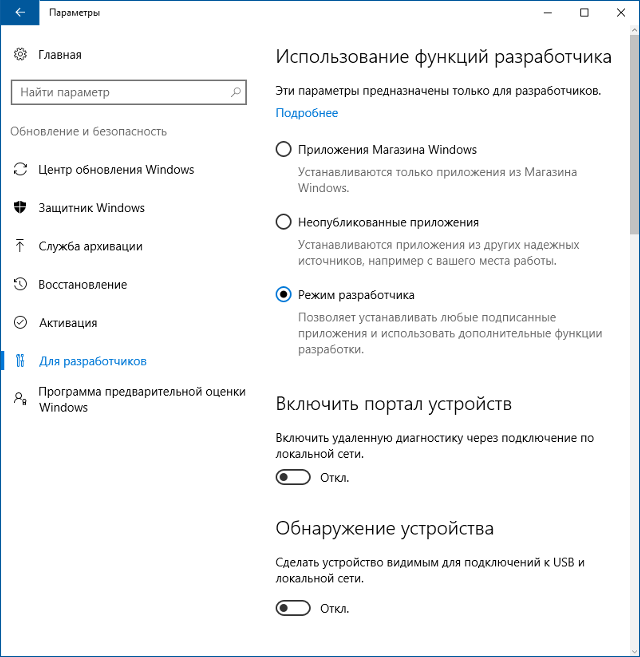 Параметры
Главная
Найти параметр
Обновление и безопасность
Центр обновления Windows
Защитник Windows
Служба архивации
Восстановление
Активация
Для разработчиков
Программа предварительной оценки
Windows
Использование функций разработчика
Эти параметры предназначены только для разработчиков.
Подробнее
Приложения Магазина Windows
Устанавливаются только приложения из Магазина
Windows.
Неопубликованные приложения
Устанавливаются приложения из других надежных
источников, например с вашего места работы.
Режим разработчика
Позволяет устанавливать любые подписанные
приложения и использовать дополнительные функции
разработки.
Включить портал устройств
Включить удаленную диагностику через подключение по
локальной сети.
Откл.
Обнаружение устройства
Сделать устройство видимым для подключений к USB и
локальной сети.
Откл.